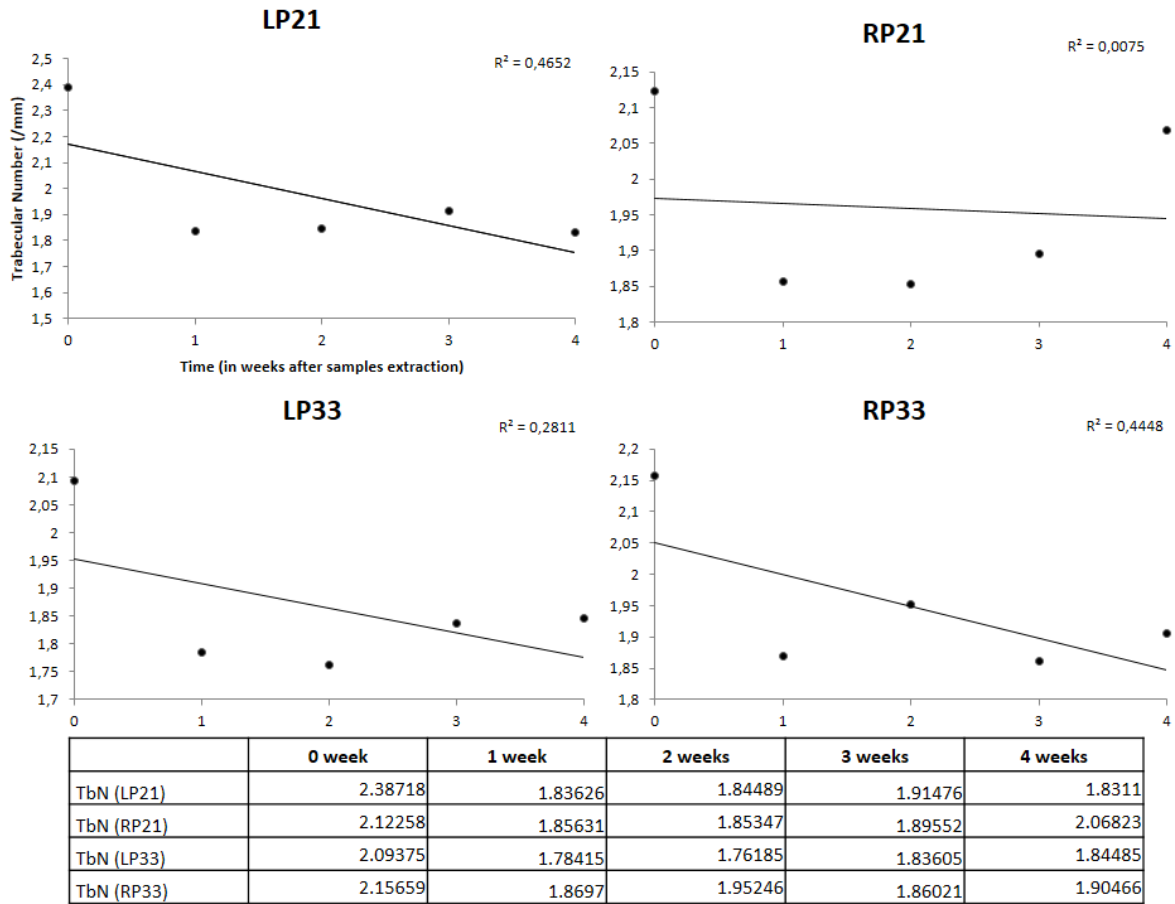 LP21
R² = 0,4652
2,5
2,4
2,3
2,2
2,1
2
1,9
1,8
1,7
1,6
1,5
Trabecular Number (/mm)
0 1 2 3 4
Time (in weeks after samples extraction)
RP21
R² = 0,0075
2,15
2,1
2,05
2
1,95
1,9
1,85
1,8
0 1 2 3 4
LP33
R² = 0,2811
2,15
2,1
2,05
2
1,95
1,9
1,85
1,8
1,75
1,7
0 1 2 3 4
RP33
R² = 0,4448
2,2
2,15
2,1
2,05
2
1,95
1,9
1,85
1,8
0 1 2 3 4
0 week 1 week 2 weeks 3 weeks 4 weeks
TbN (LP21) 2.38718 1.83626 1.84489 1.91476 1.8311
TbN (RP21) 2.12258 1.85631 1.85347 1.89552 2.06823
TbN (LP33) 2.09375 1.78415 1.76185 1.83605 1.84485
TbN (RP33) 2.15659 1.8697 1.95246 1.86021 1.90466